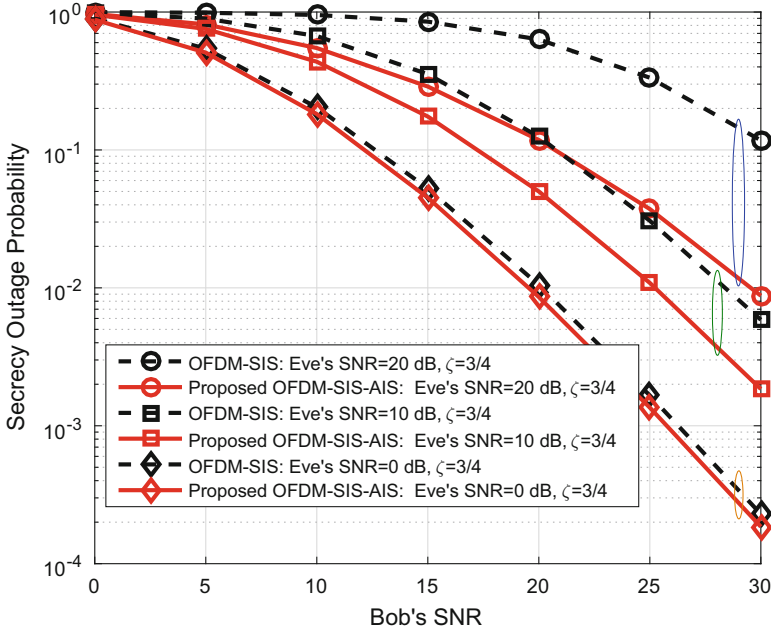 10^0
10^-1
10^-2
10^-3
10^-4
Secrecy Outage Probability
OFDM-SIS: Eve's SNR=20 dB, ζ=3/4
Proposed OFDM-SIS-AIS: Eve's SNR=20 dB, ζ=3/4
OFDM-SIS: Eve's SNR=10 dB, ζ=3/4
Proposed OFDM-SIS-AIS: Eve's SNR=10 dB, ζ=3/4
OFDM-SIS: Eve's SNR=0 dB, ζ=3/4
Proposed OFDM-SIS-AIS: Eve's SNR=0 dB, ζ=3/4
0 5 10 15 20 25 30
Bob's SNR